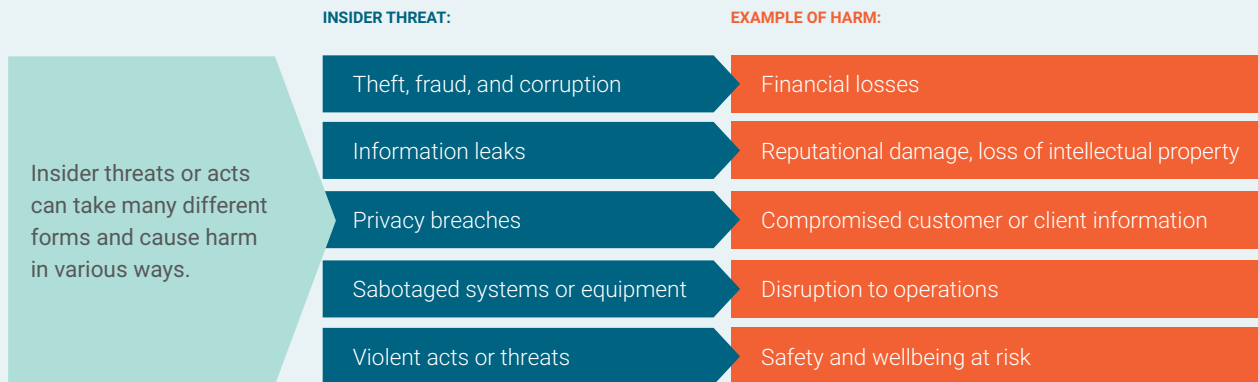 INSIDER THREAT:
EXAMPLE OF HARM:
Insider threats or acts
can take many different
forms and cause harm
in various ways.
Theft, fraud, and corruption
Financial losses
Information leaks
Reputational damage, loss of intellectual property
Privacy breaches
Compromised customer or client information
Sabotaged systems or equipment
Disruption to operations
Violent acts or threats
Safety and wellbeing at risk